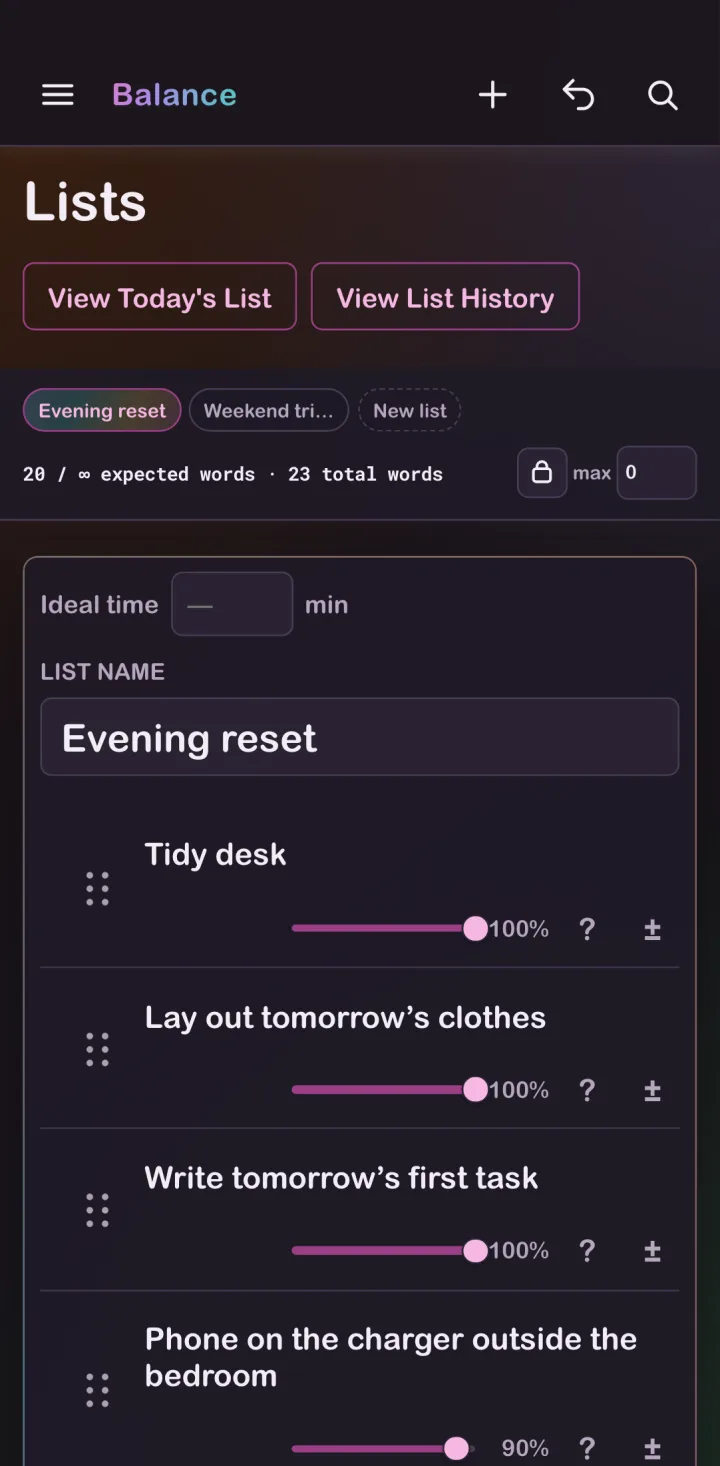 Balance
Lists
View Today's List
View List History
Evening reset
Weekend tri...
New list
20 / ∞ expected words · 23 total words
max
0
Ideal time
—
min
LIST NAME
Evening reset
Tidy desk
100%
?
±
Lay out tomorrow’s clothes
100%
?
±
Write tomorrow’s first task
100%
?
±
Phone on the charger outside the
bedroom
90%
?
±